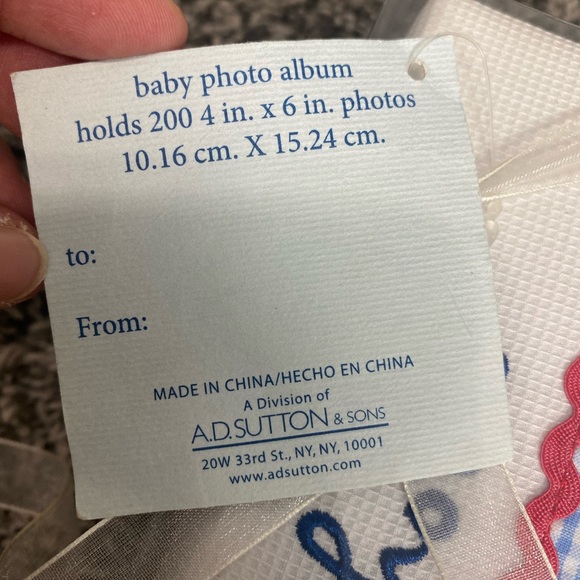 baby photo album
holds 200 4 in. x 6 in. photos
10.16 cm. X 15.24 cm.
to:
From:
MADE IN CHINA/HECHO EN CHINA
A Division of
A.D.SUTTON & SONS
20W 33rd St., NY, NY, 10001
www.adsutton.com